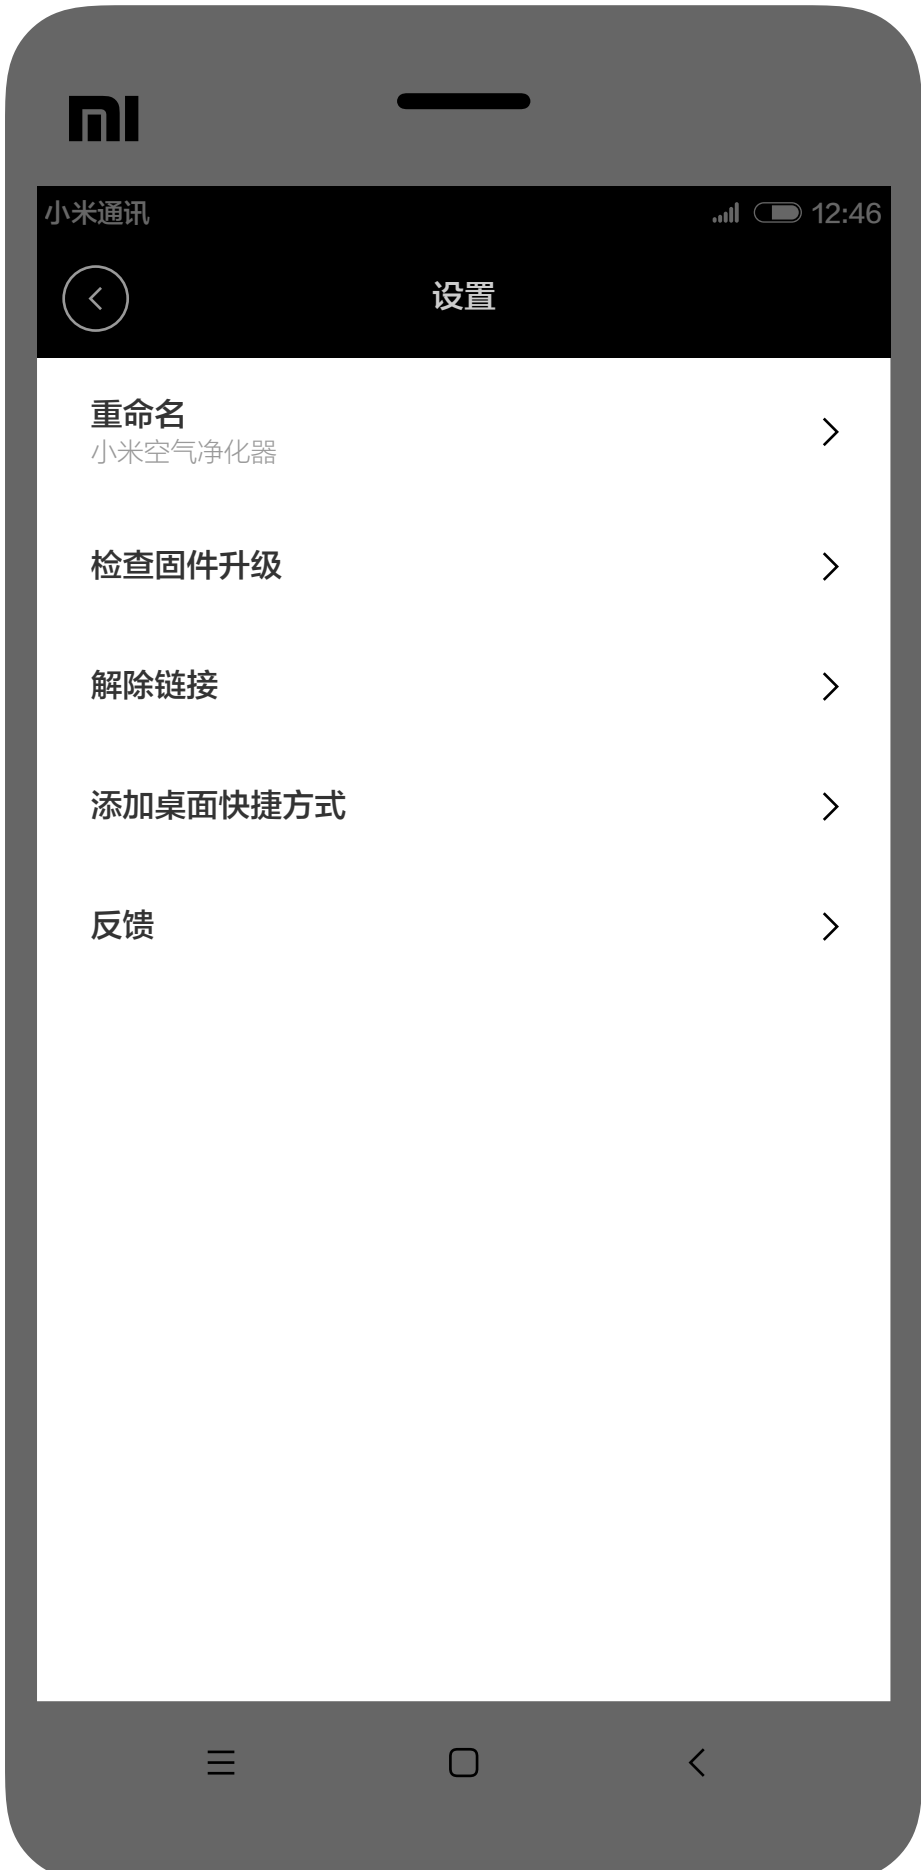 mi
小米通讯 12:46
设置
重命名
小米空气净化器
检查固件升级
解除链接
添加桌面快捷方式
反馈